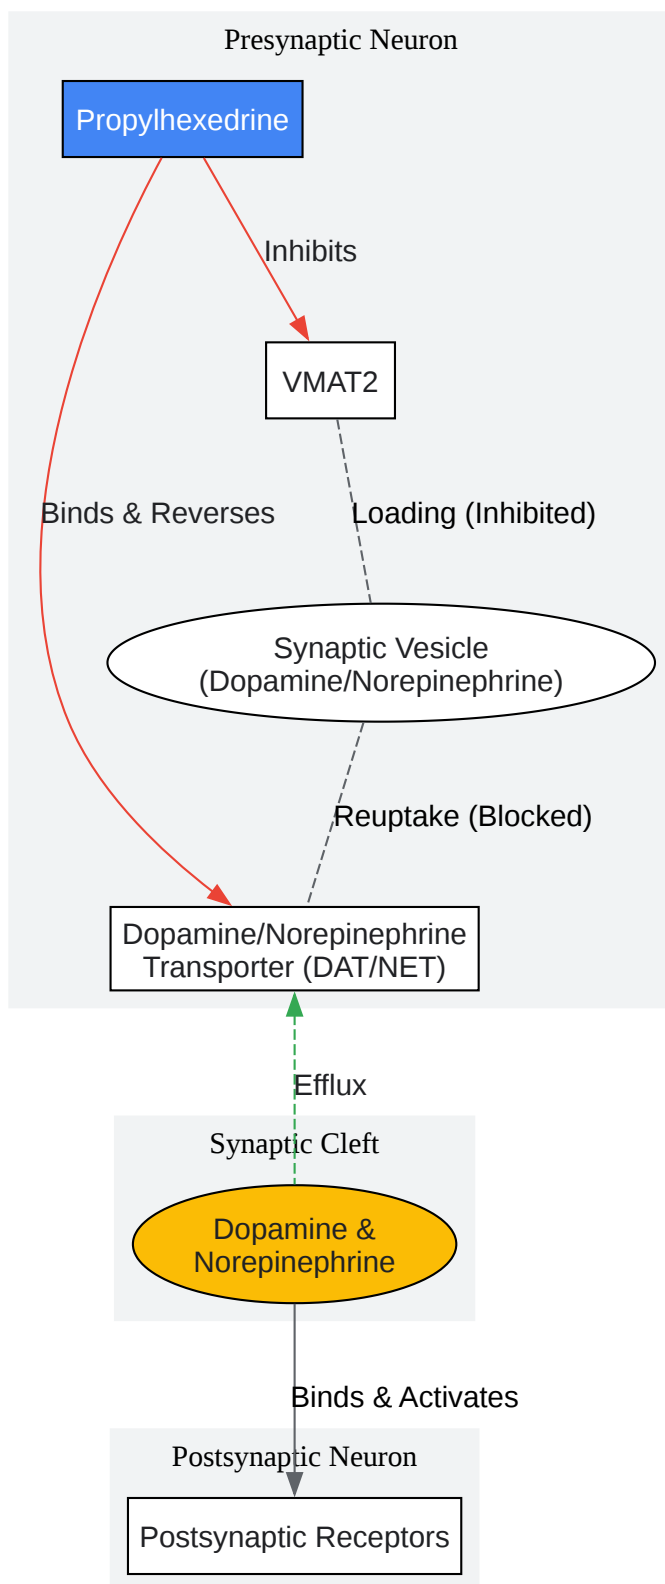 Presynaptic Neuron
Propylhexedrine
Inhibits
VMAT2
Binds & Reverses
Loading (Inhibited)
Synaptic Vesicle
(Dopamine/Norepinephrine)
Reuptake (Blocked)
Dopamine/Norepinephrine
Transporter (DAT/NET)
Efflux
Synaptic Cleft
Dopamine &
Norepinephrine
Binds & Activates
Postsynaptic Neuron
Postsynaptic Receptors